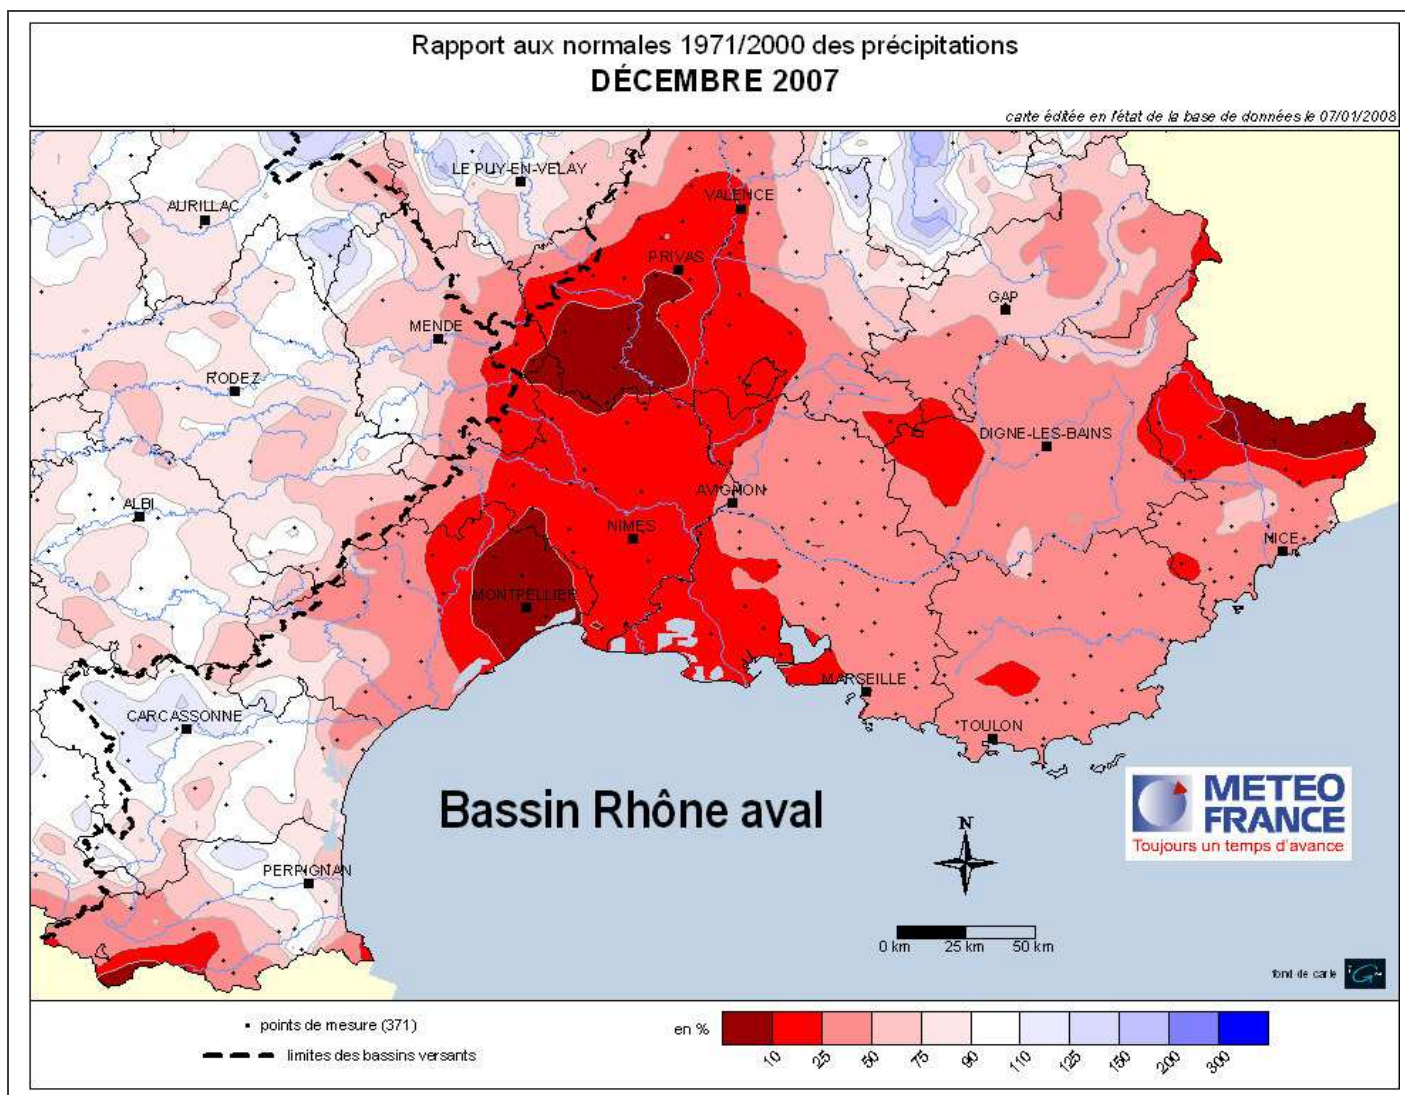 Rapport aux normales 1971/2000 des précipitations
DÉCEMBRE 2007
carte éditée en l'état de la base de données le 07/01/2008
LE PUY-EN-VELAY
AURILLAC
VALENCE
PRIVAS
GAP
MENDE
RODEZ
DIGNE-LES-BAINS
AVIGNON
ALBI
NIMES
NICE
MONTPELLIER
MARSEILLE
CARCASSONNE
TOULON
Bassin Rhône aval
METEO
FRANCE
Toujours un temps d'avance
N
PERPIGNAN
0 km 25 km 50 km
fond de carte
points de mesure (371)
en %
limites des bassins versants
10 25 50 75 90 110 125 150 200 300